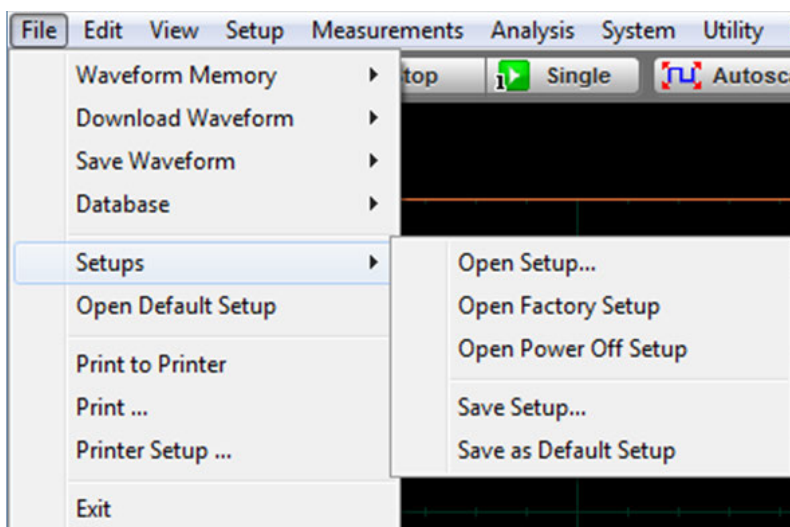 File Edit View Setup Measurements Analysis System Utility
top 1 Single
Waveform Memory
Download Waveform
Save Waveform
Database
Setups
Open Default Setup
Print to Printer
Print ...
Printer Setup ...
Exit
Open Setup...
Open Factory Setup
Open Power Off Setup
Save Setup...
Save as Default Setup